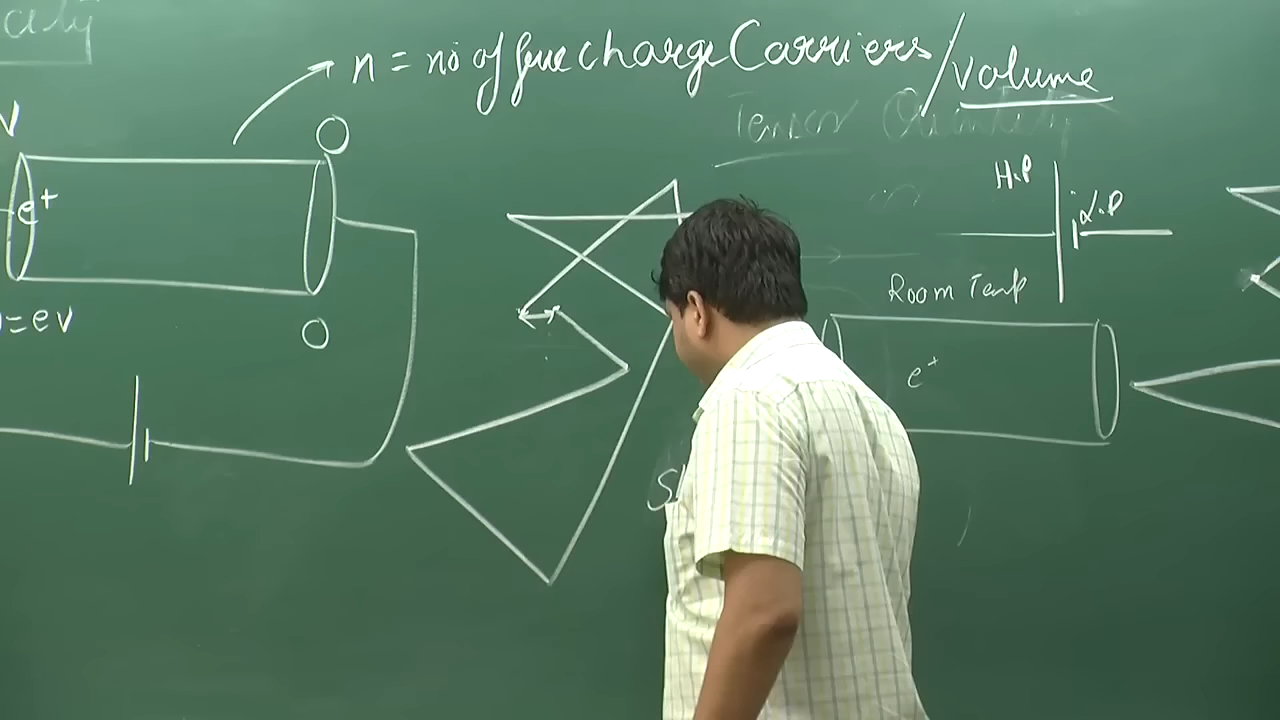 n = no of free charge Carriers/volume
Tensor Quantity
V
O
H.P
L.P
e+
Room Temp
= eV
O
e+